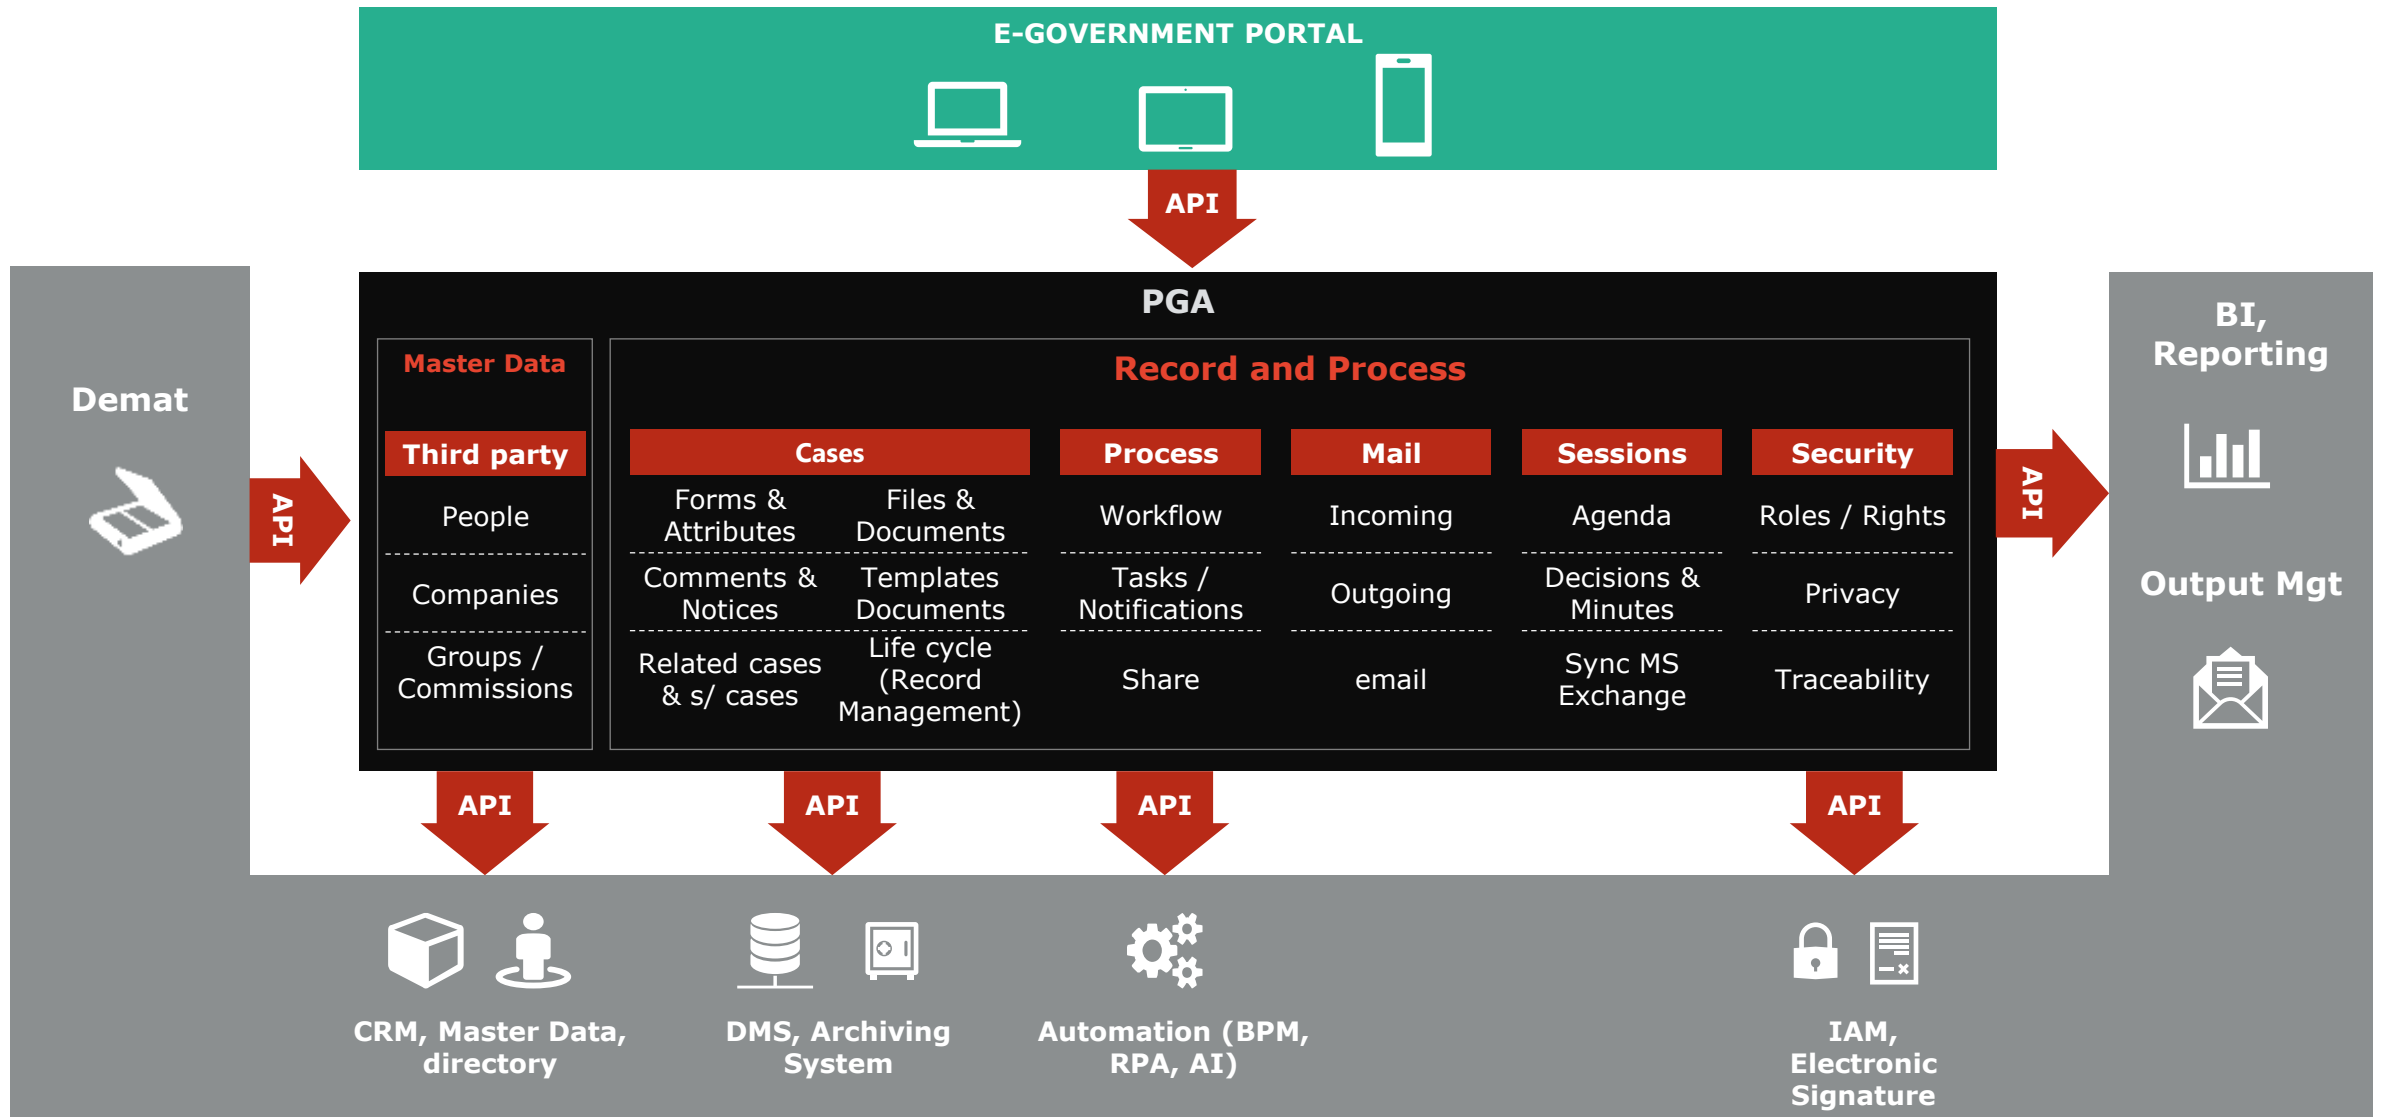 E-GOVERNMENT PORTAL
API
PGA
Demat
API
Master Data
Third party
People
Companies
Groups /
Commissions
Record and Process
Cases
Forms &
Attributes
Files &
Documents
Comments &
Notices
Templates
Documents
Related cases
& s/ cases
Life cycle
(Record
Management)
Process
Workflow
Tasks /
Notifications
Share
Mail
Incoming
Outgoing
email
Sessions
Agenda
Decisions &
Minutes
Sync MS
Exchange
Security
Roles / Rights
Privacy
Traceability
API
BI,
Reporting
Output Mgt
API
API
API
API
CRM, Master Data,
directory
DMS, Archiving
System
Automation (BPM,
RPA, AI)
IAM,
Electronic
Signature